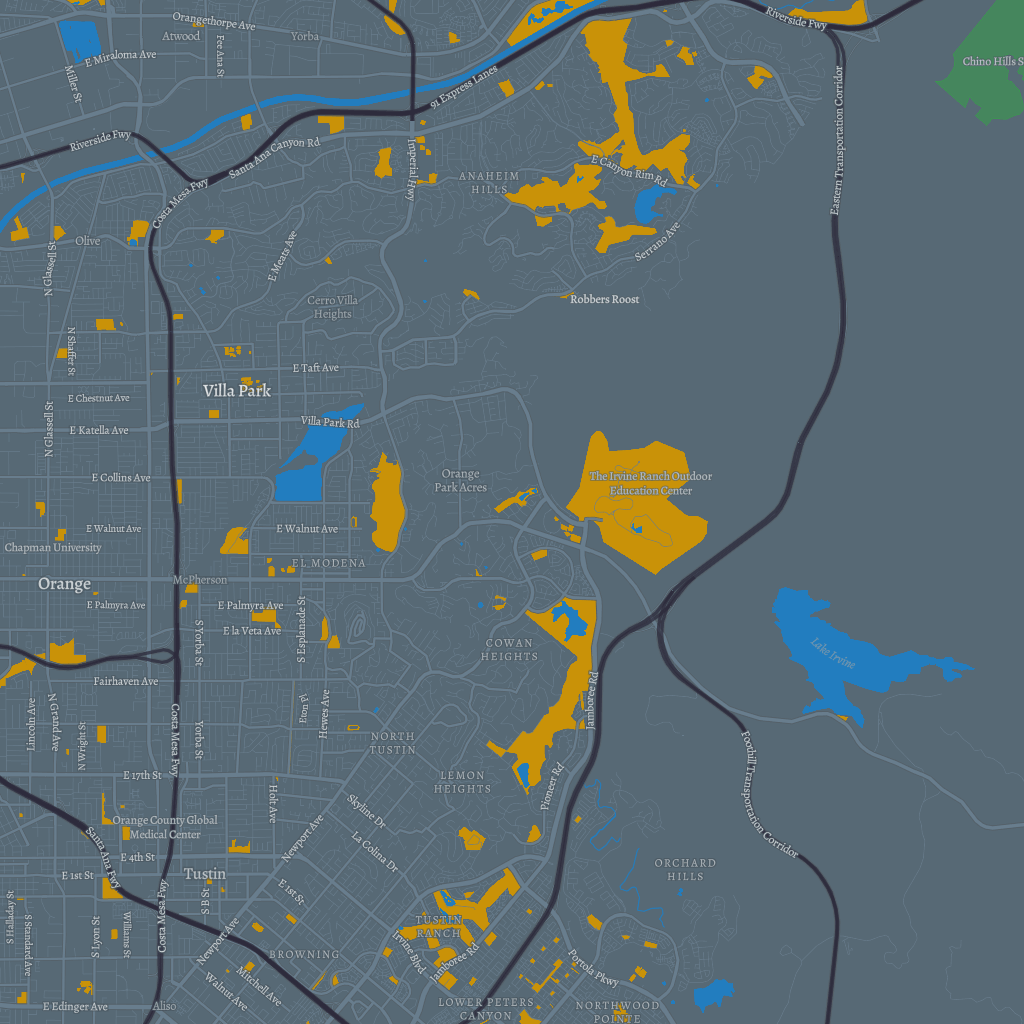 Orangethorpe Ave
Riverside Fwy
Atwood
Yorba
Fee Ana St
E Miraloma Ave
Miller St
Chino Hills S
91 Express Lanes
Eastern Transportation Corridor
Riverside Fwy
Santa Ana Canyon Rd
Imperial Hwy
E Canyon Rim Rd
ANAHEIM
HILLS
Costa Mesa Fwy
Olive
N Glassell St
E Meats Ave
Serrano Ave
Robbers Roost
Cerro Villa
Heights
N Shaffer St
E Taft Ave
Villa Park
E Chestnut Ave
N Glassell St
Villa Park Rd
E Katella Ave
E Collins Ave
Orange
Park Acres
The Irvine Ranch Outdoor
Education Center
E Walnut Ave
E Walnut Ave
Chapman University
EL MODENA
Orange
McPherson
E Palmyra Ave
E Palmyra Ave
S Esplanade St
S Yorba St
E la Veta Ave
COWAN
HEIGHTS
Lake Irvine
Fairhaven Ave
Jamboree Rd
Lincoln Ave
N Grand Ave
N Wright St
Costa Mesa Fwy
Yorba St
Eton Pl
Hewes Ave
NORTH
TUSTIN
Foothill Transportation Corridor
E 17th St
LEMON
HEIGHTS
Pioneer Rd
Holt Ave
Skyline Dr
Orange County Global
Medical Center
Newport Ave
La Colina Dr
Santa Ana Fwy
E 4th St
E 1st St
Tustin
ORCHARD
HILLS
S Halladay St
Standard Ave
S Lyon St
Williams St
Costa Mesa Fwy
S B St
E 1st St
Newport Ave
TUSTIN
RANCH
Irvine Blvd
Jamboree Rd
BROWNING
Portola Pkwy
Mitchell Ave
Walnut Ave
E Edinger Ave
Aliso
LOWER PETERS
CANYON
NORTHWOOD
POINTE